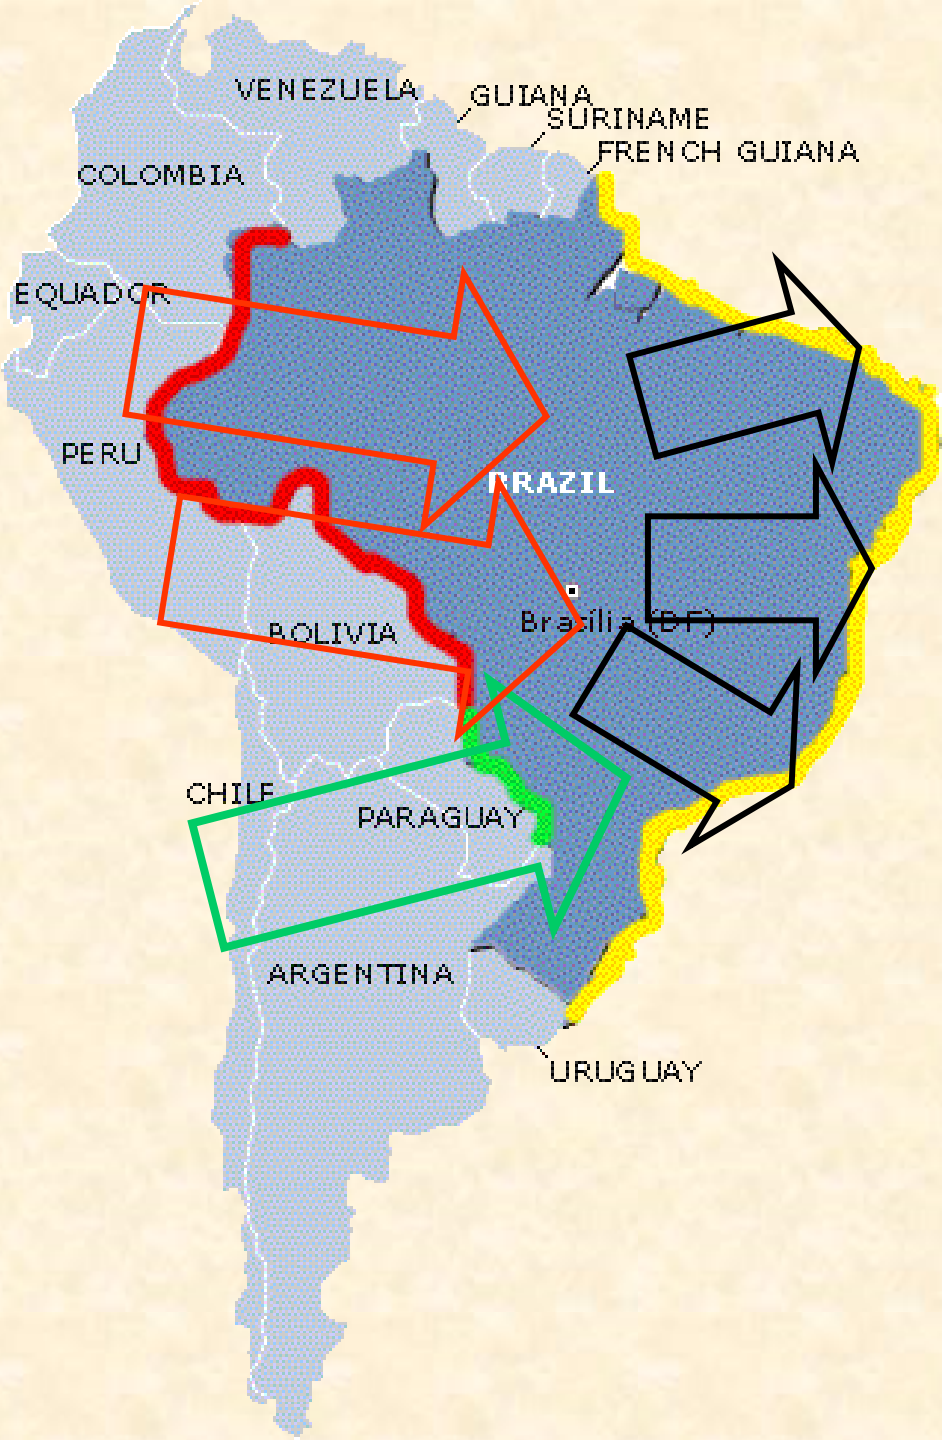 VENEZUELA
GUIANA
SURINAME
FRENCH GUIANA
COLOMBIA
EQUADOR
PERU
BRAZIL
Brasília (DF)
BOLIVIA
CHILE
PARAGUAY
ARGENTINA
URUGUAY